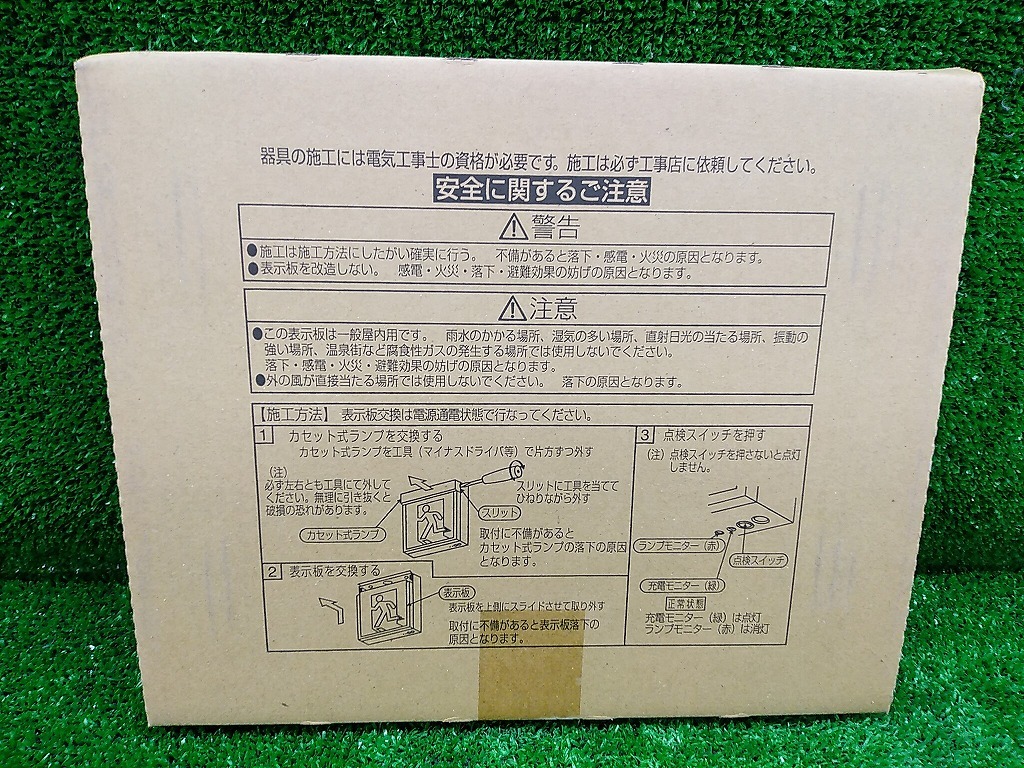 器具の施工には電気工事士の資格が必要です。施工は必ず工事店に依頼してください。
安全に関するご注意
警告
●施工は施工方法にしたがい確実に行う。 不備があると落下・感電・火災の原因となります。
●表示板を改造しない。 感電・火災・落下・避難効果の妨げの原因となります。
注意
●この表示板は一般屋内用です。 雨水のかかる場所、湿気の多い場所、直射日光の当たる場所、振動の
強い場所、温泉街など腐食性ガスの発生する場所では使用しないでください。
落下・感電・火災・避難効果の妨げの原因となります。
●外の風が直接当たる場所では使用しないでください。 落下の原因となります。
【施工方法】 表示板交換は電源通電状態で行なってください。
1 カセット式ランプを交換する
カセット式ランプを工具（マイナスドライバ等）で片方ずつ外す
（注）
必ず左右とも工具にて外して
ください。無理に引き抜くと
破損の恐れがあります。
カセット式ランプ
スリットに工具を当てて
ひねりながら外す
スリット
取付に不備があると
カセット式ランプの落下の原因
となります。
2 表示板を交換する
表示板
表示板を上側にスライドさせて取り外す
取付に不備があると表示板落下の
原因となります。
3 点検スイッチを押す
（注）点検スイッチを押さないと点灯
しません。
ランプモニター（赤）
点検スイッチ
充電モニター（緑）
正常状態
充電モニター（緑）は点灯
ランプモニター（赤）は消灯